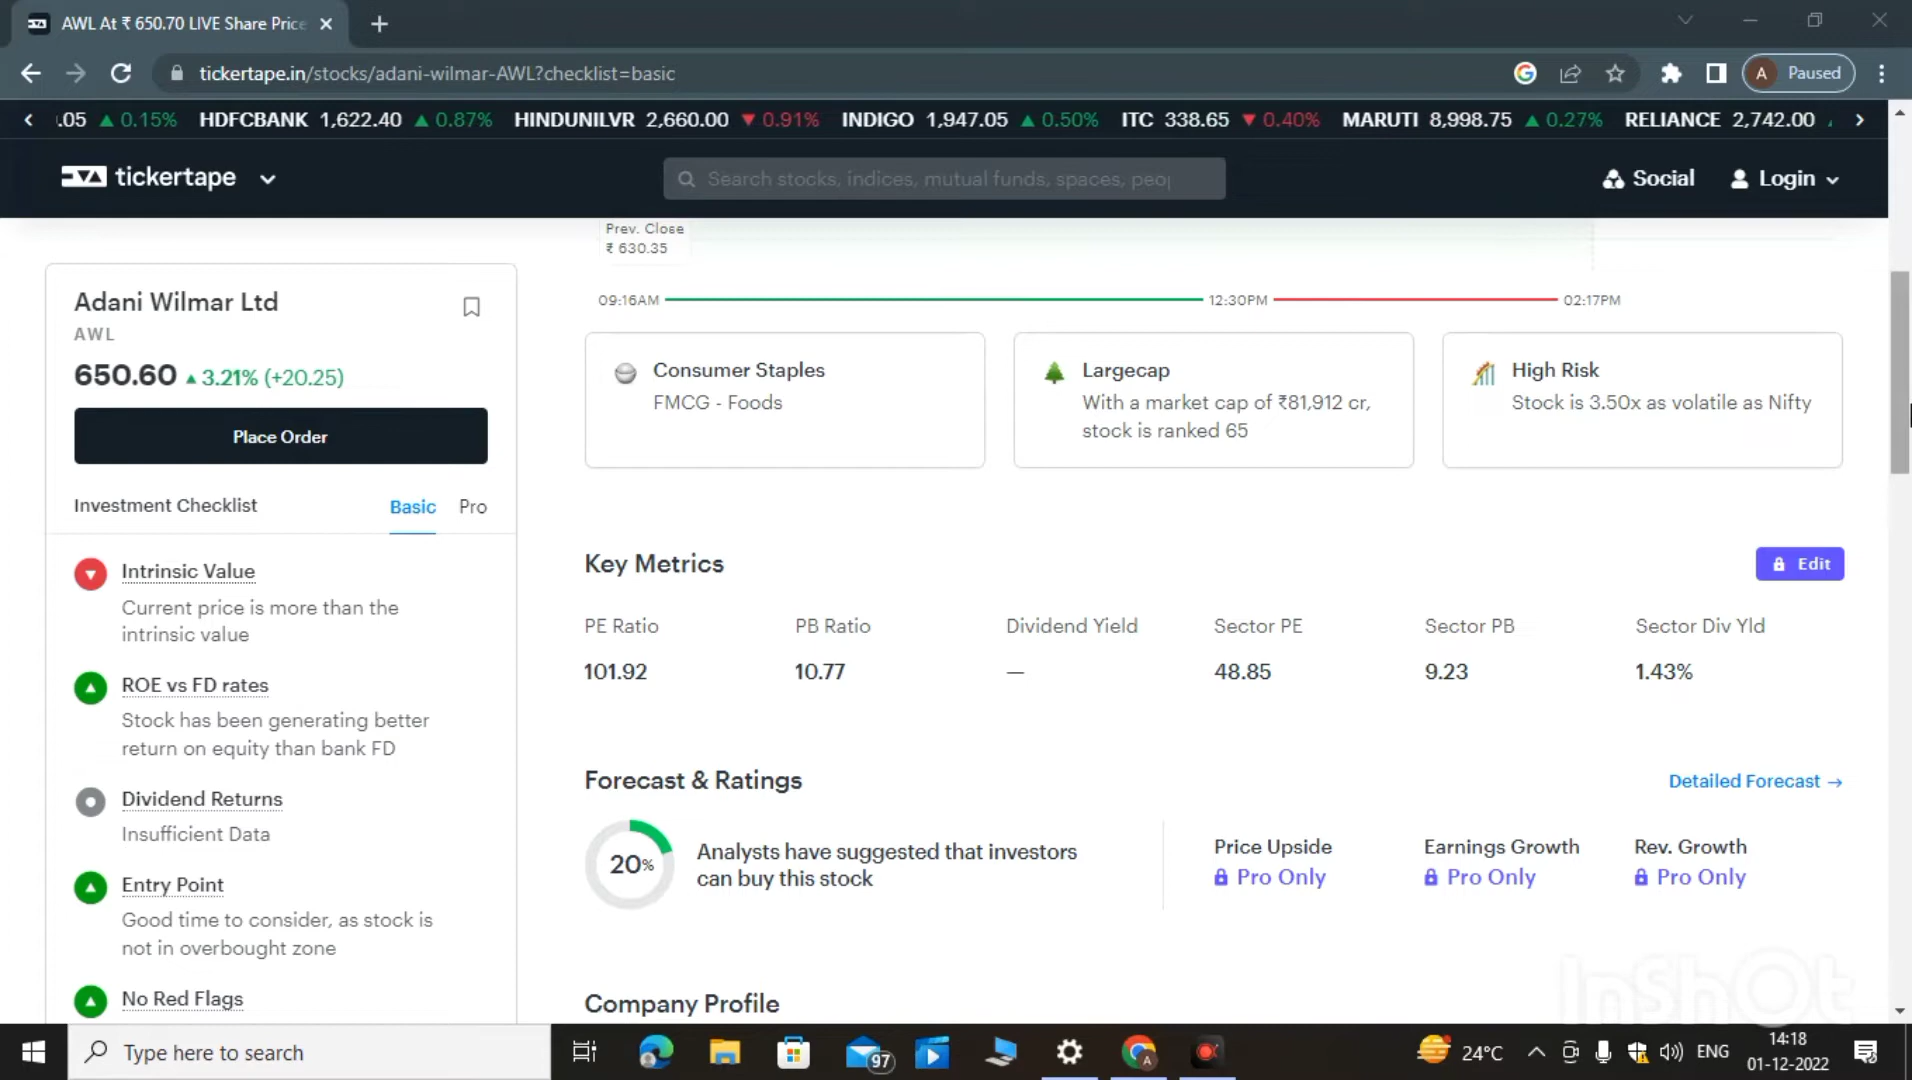 AWL At ₹ 650.70 LIVE Share Price
tickertape.in/stocks/adani-wilmar-AWL?checklist=basic
A Paused
.05 ▲ 0.15% HDFCBANK 1,622.40 ▲ 0.87% HINDUNILVR 2,660.00 ▼ 0.91% INDIGO 1,947.05 ▲ 0.50% ITC 338.65 ▼ 0.40% MARUTI 8,998.75 ▲ 0.27% RELIANCE 2,742.00
tickertape
Search stocks, indices, mutual funds, spaces, peo
Social
Login
Prev. Close
₹ 630.35
09:16AM 12:30PM 02:17PM
Adani Wilmar Ltd
AWL
650.60 ▲ 3.21% (+20.25)
Place Order
Investment Checklist Basic Pro
Intrinsic Value
Current price is more than the
intrinsic value
ROE vs FD rates
Stock has been generating better
return on equity than bank FD
Dividend Returns
Insufficient Data
Entry Point
Good time to consider, as stock is
not in overbought zone
No Red Flags
Consumer Staples
FMCG - Foods
Largecap
With a market cap of ₹81,912 cr,
stock is ranked 65
High Risk
Stock is 3.50x as volatile as Nifty
Key Metrics
Edit
PE Ratio PB Ratio Dividend Yield Sector PE Sector PB Sector Div Yld
101.92 10.77 — 48.85 9.23 1.43%
Forecast & Ratings
Detailed Forecast →
20%
Analysts have suggested that investors
can buy this stock
Price Upside Earnings Growth Rev. Growth
Pro Only Pro Only Pro Only
Company Profile
InShOt
Type here to search
97
A
24°C
ENG
14:18
01-12-2022